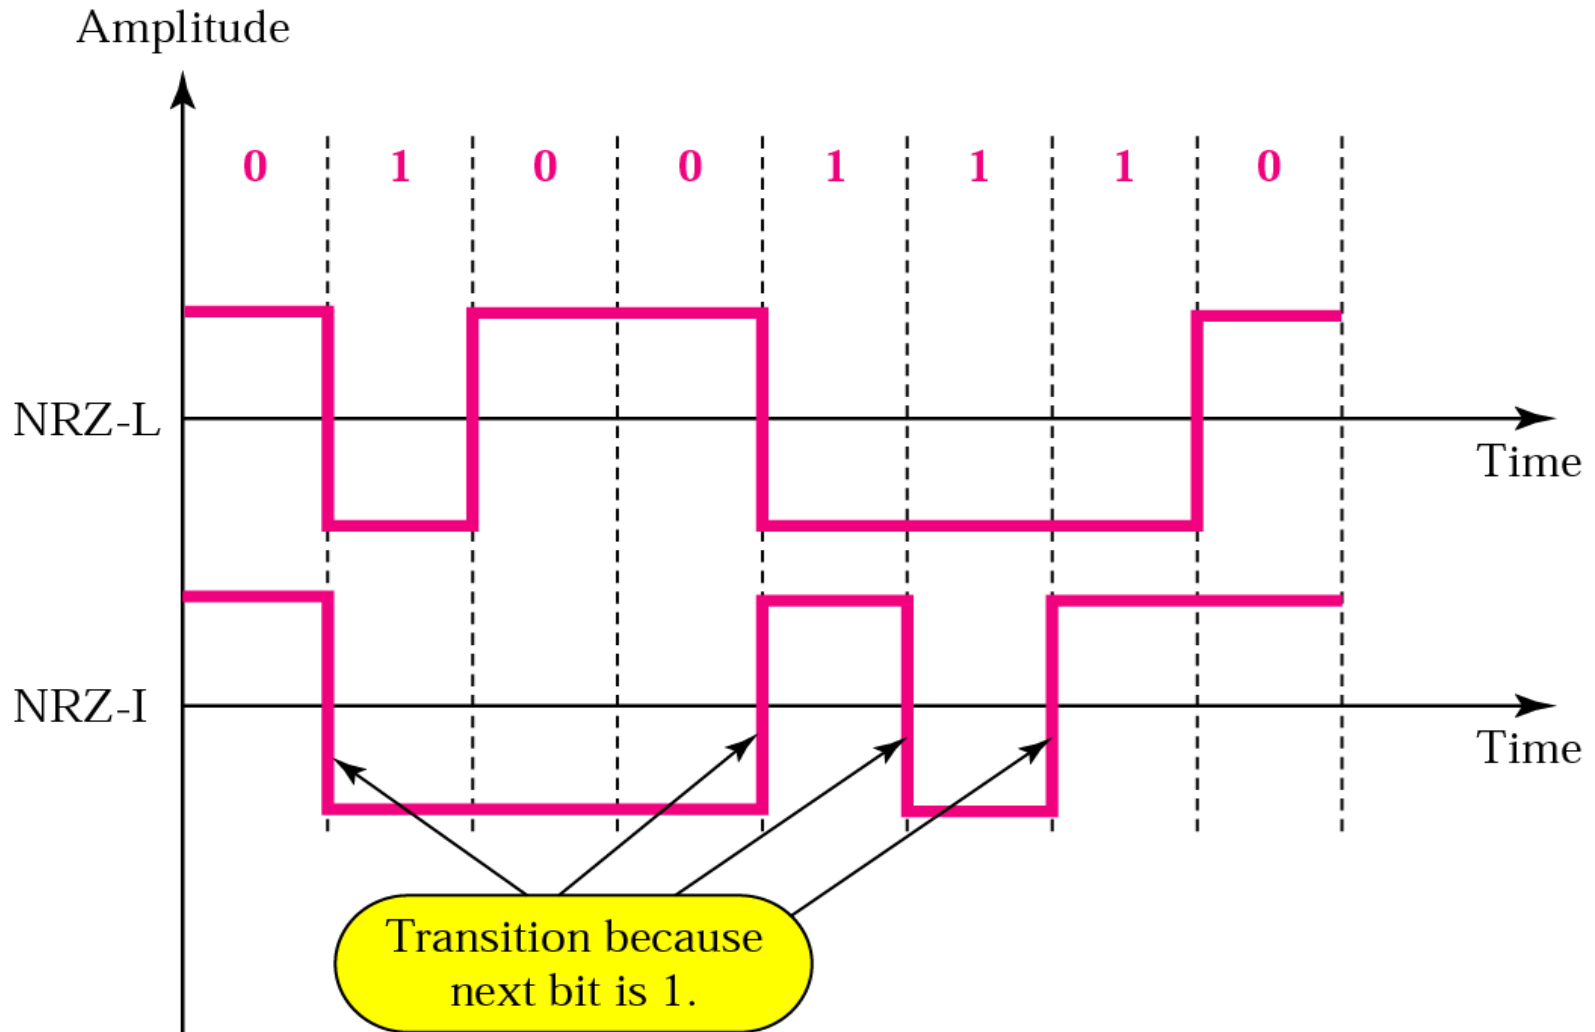 Amplitude
0 1 0 0 1 1 1 0
NRZ-L
Time
NRZ-I
Time
Transition because
next bit is 1.